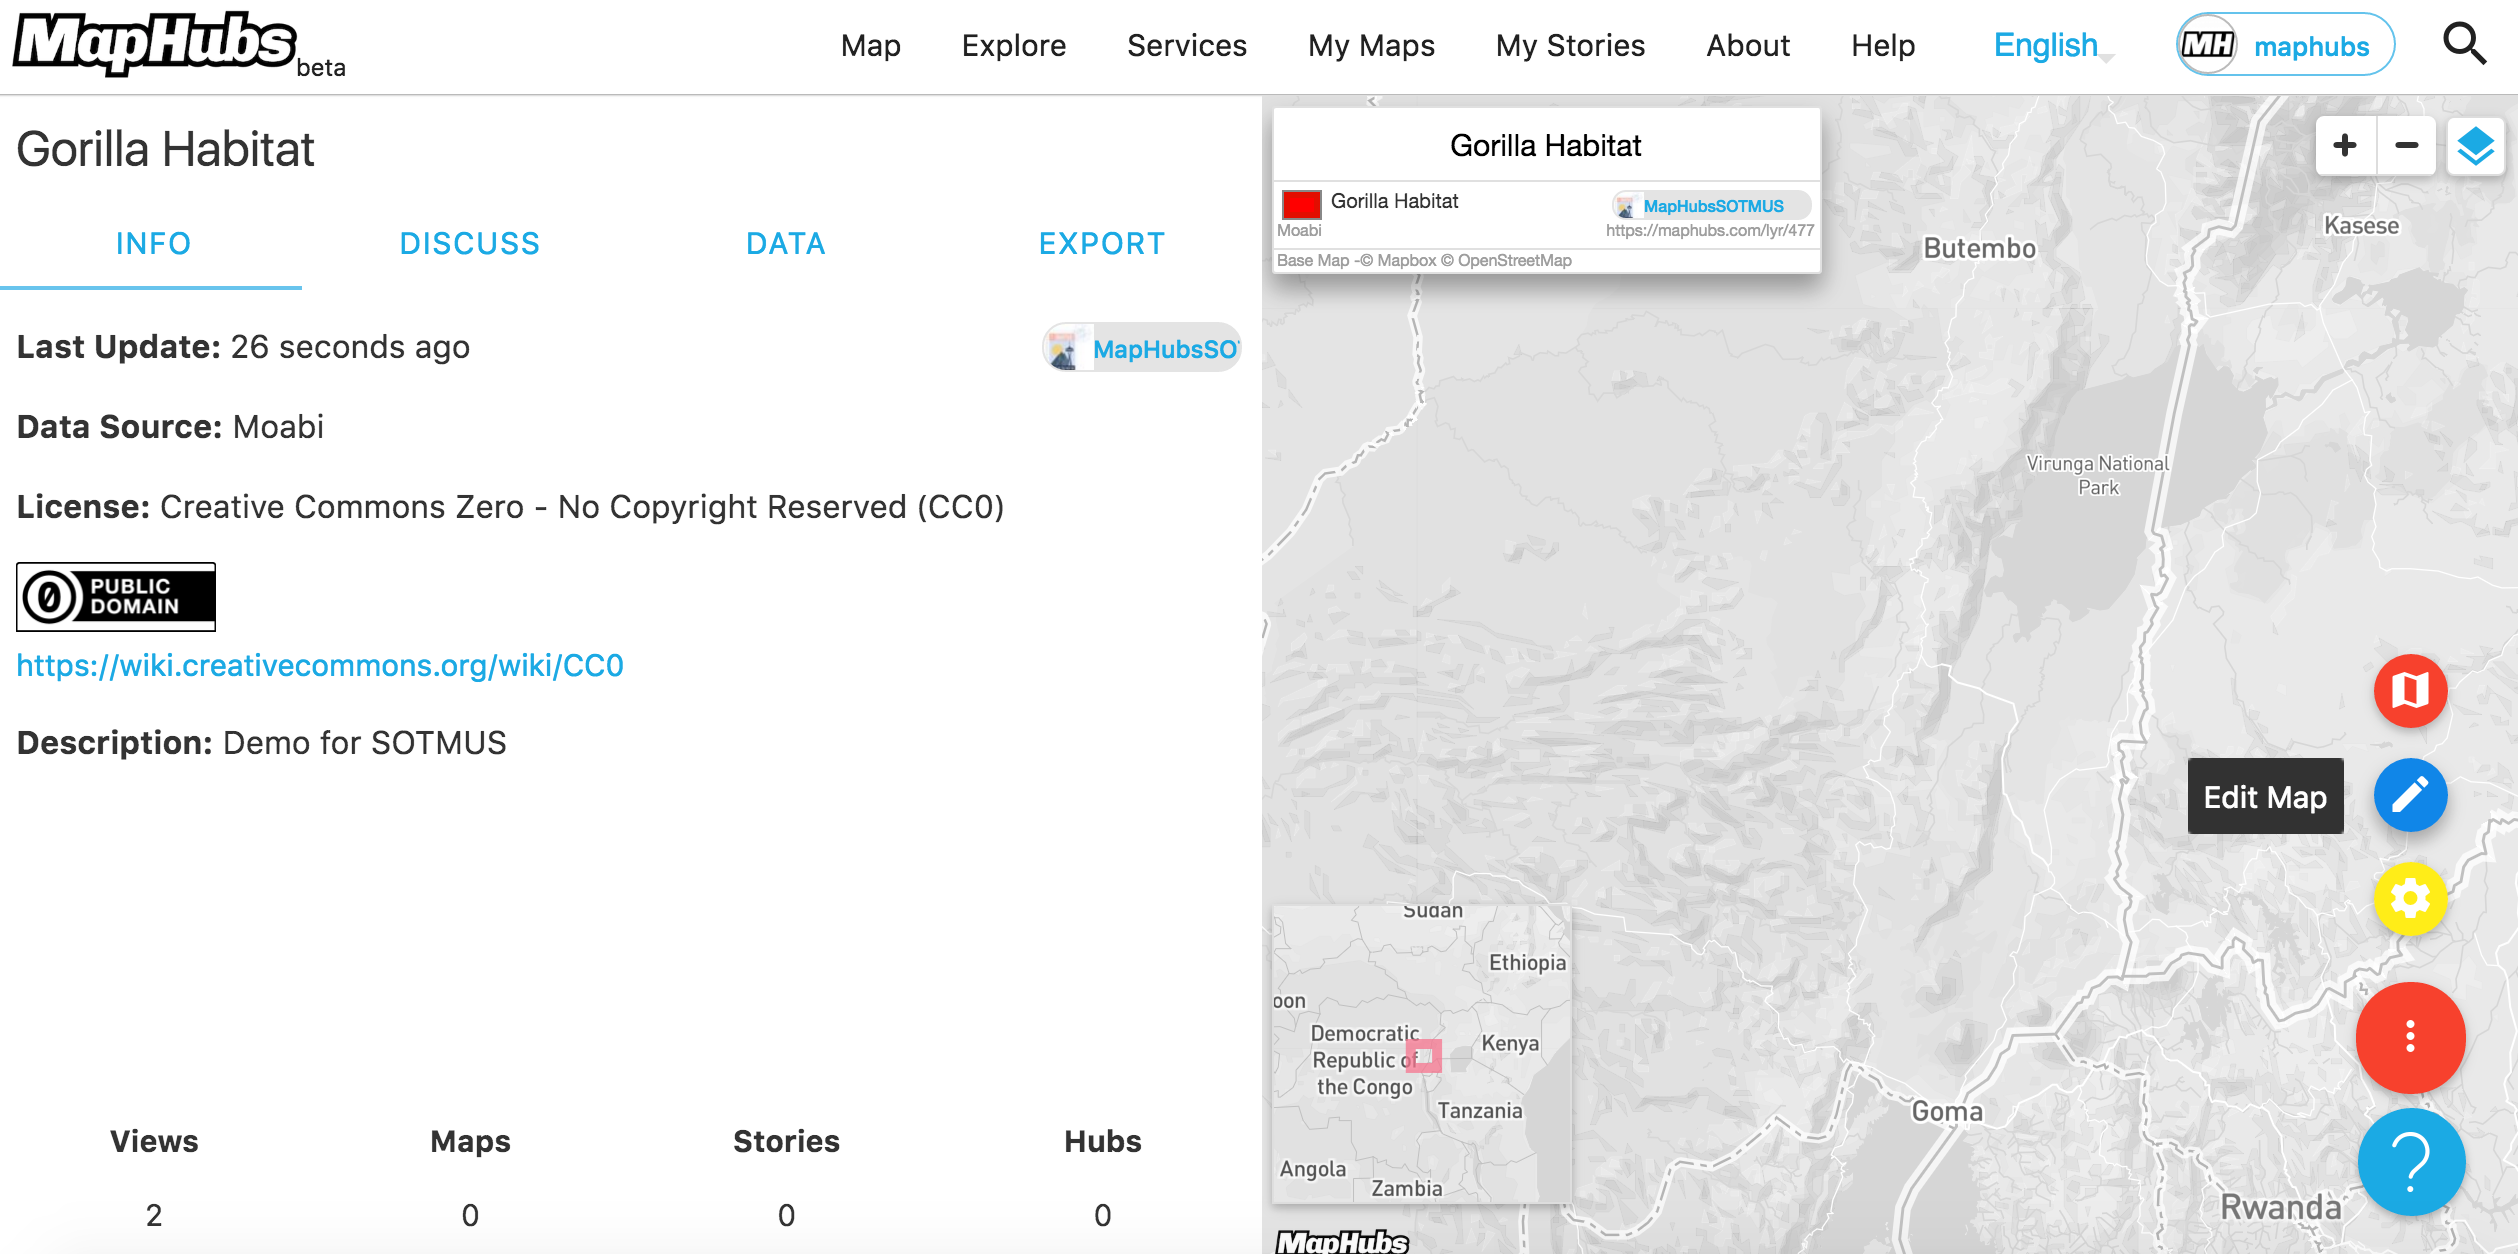 MapHubs beta
Map Explore Services My Maps My Stories About Help English MH maphubs
Gorilla Habitat
INFO DISCUSS DATA EXPORT
Last Update: 26 seconds ago
MapHubsSO
Data Source: Moabi
License: Creative Commons Zero - No Copyright Reserved (CC0)
0 PUBLIC
DOMAIN
https://wiki.creativecommons.org/wiki/CC0
Description: Demo for SOTMUS
Views Maps Stories Hubs
2 0 0 0
Gorilla Habitat
Gorilla Habitat MapHubsSOTMUS
Moabi https://maphubs.com/lyr/477
Base Map -© Mapbox © OpenStreetMap
Kasese
Butembo
Virunga National
Park
Edit Map
Sudan
Ethiopia
oon
Democratic
Republic of
the Congo
Kenya
Tanzania
Angola
Zambia
Goma
Rwanda
?
MapHubs